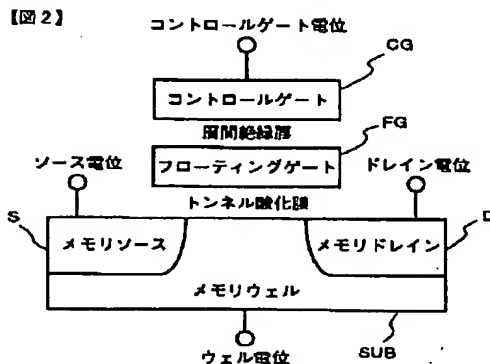 【図2】
コントロールゲート電位
CG
コントロールゲート
層間絶縁膜
FG
フローティングゲート
ソース電位
ドレイン電位
トンネル酸化膜
S
D
メモリソース
メモリドレイン
メモリウェル
ウェル電位
SUB